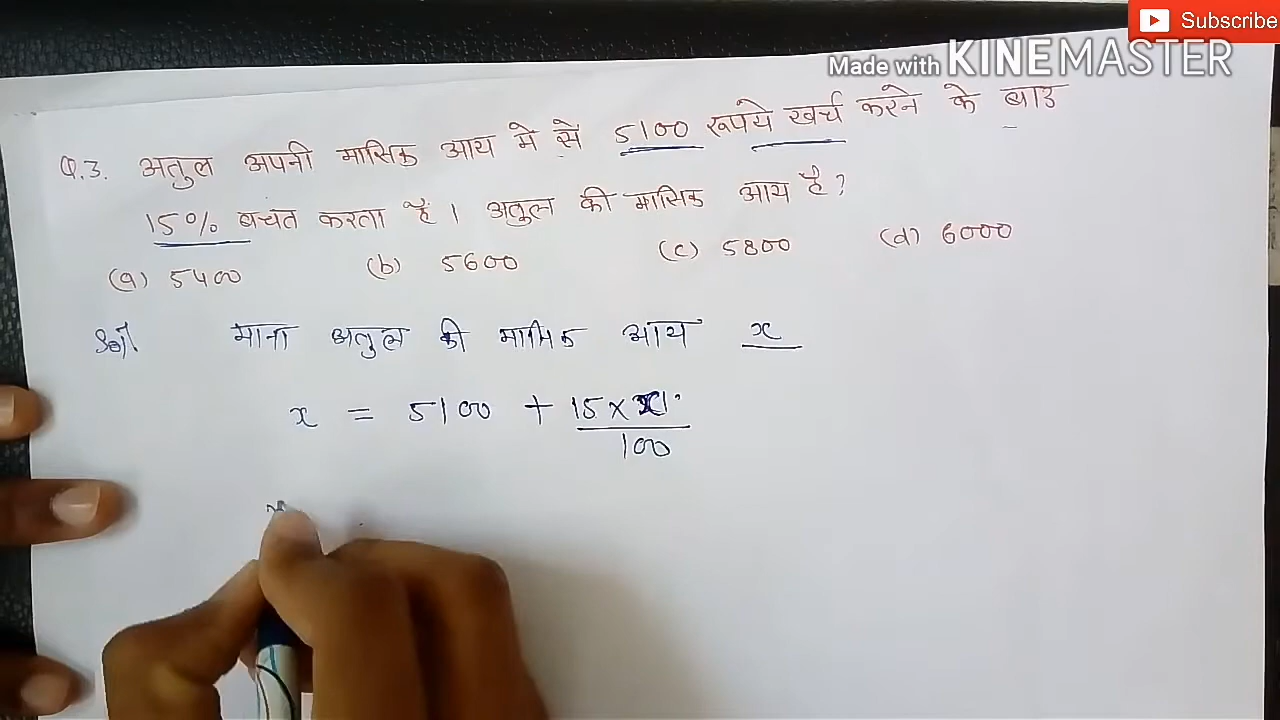 Subscribe
Made with KINEMASTER
Q.3. अतुल अपनी मासिक आय मे से 5100 रूपये खर्च करने के बाद
15% बचत करता है। अतुल की मासिक आय है?
(a) 5400 (b) 5600 (c) 5800 (d) 6000
Sol. माना अतुल की मासिक आय x
x = 5100 + 15 × x
100